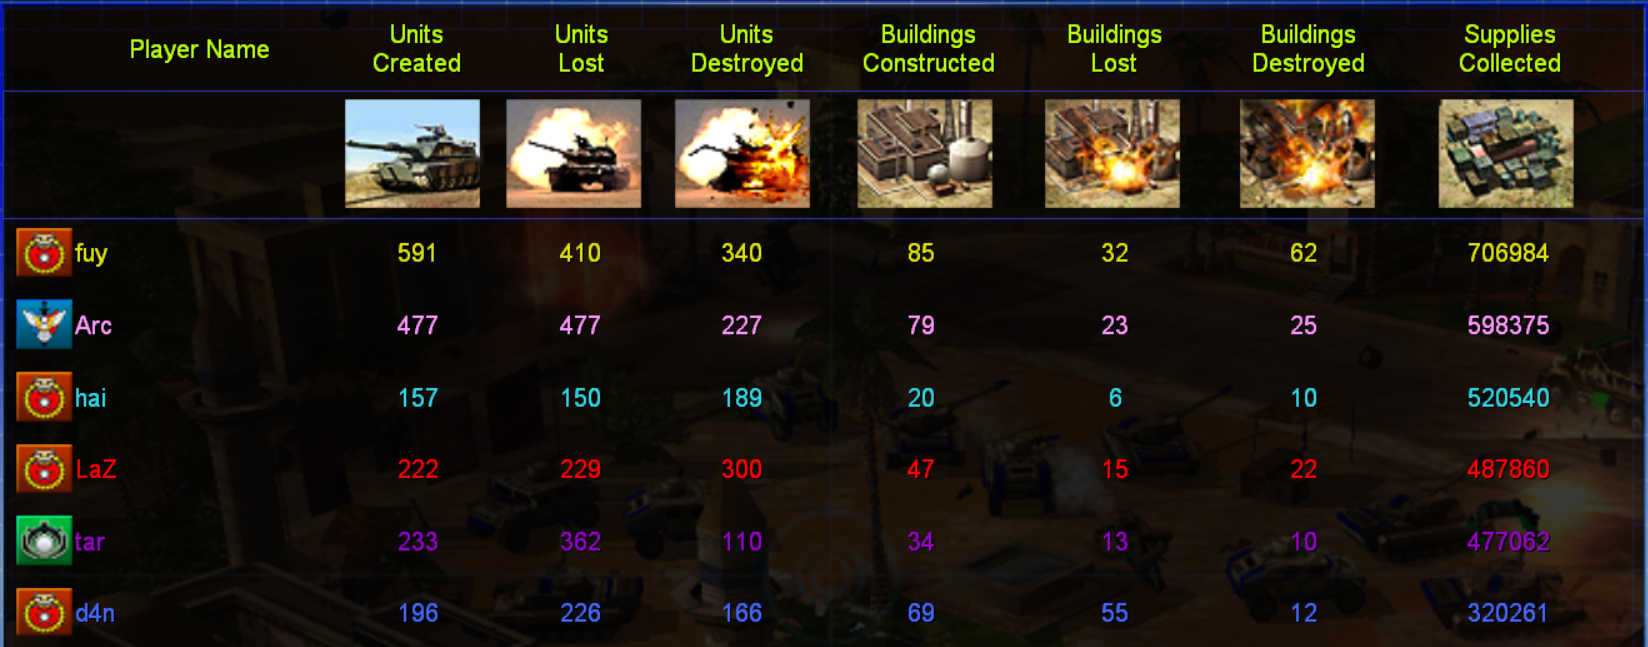 Player Name Units Created Units Lost Units Destroyed Buildings Constructed Buildings Lost Buildings Destroyed Supplies Collected
fuy 591 410 340 85 32 62 706984
Arc 477 477 227 79 23 25 598375
hai 157 150 189 20 6 10 520540
LaZ 222 229 300 47 15 22 487860
tar 233 362 110 34 13 10 477062
d4n 196 226 166 69 55 12 320261